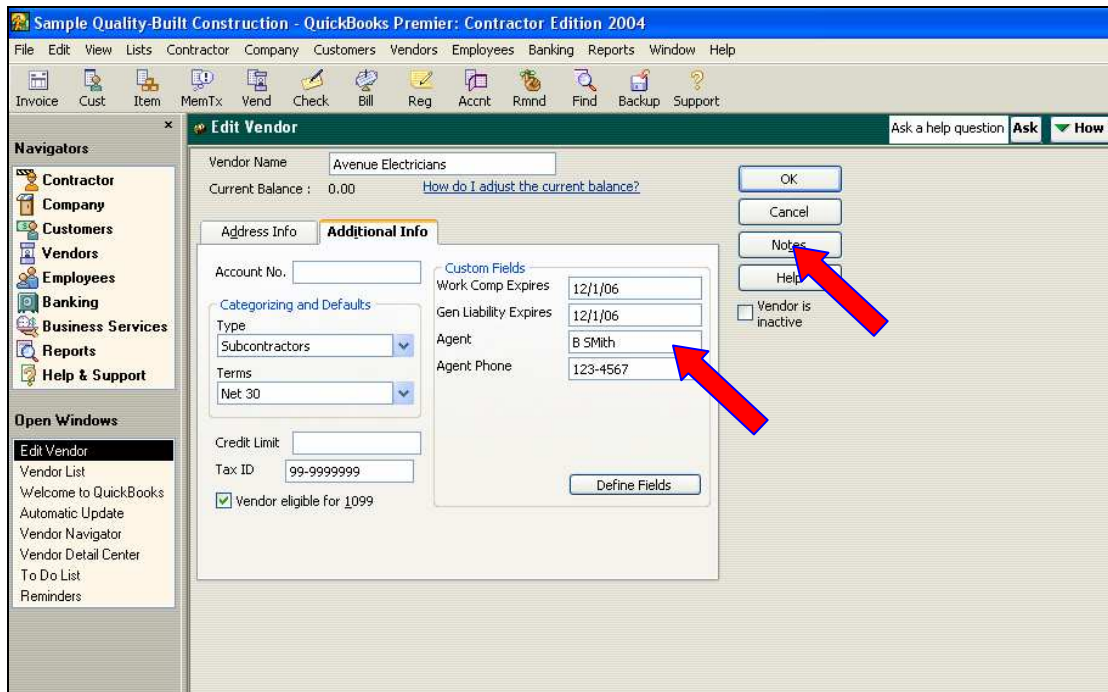 Sample Quality-Built Construction - QuickBooks Premier: Contractor Edition 2004
File Edit View Lists Contractor Company Customers Vendors Employees Banking Reports Window Help
Invoice Cust Item MemTx Vend Check Bill Reg Accnt Rmnd Find Backup Support
Navigators
Contractor
Company
Customers
Vendors
Employees
Banking
Business Services
Reports
Help & Support
Open Windows
Edit Vendor
Vendor List
Welcome to QuickBooks
Automatic Update
Vendor Navigator
Vendor Detail Center
To Do List
Reminders
Edit Vendor
Ask a help question Ask How
Vendor Name Avenue Electricians
Current Balance : 0.00 How do I adjust the current balance?
Address Info Additional Info
Account No.
Categorizing and Defaults
Type
Subcontractors
Terms
Net 30
Credit Limit
Tax ID 99-9999999
Vendor eligible for 1099
Custom Fields
Work Comp Expires 12/1/06
Gen Liability Expires 12/1/06
Agent B SMith
Agent Phone 123-4567
Define Fields
OK
Cancel
Notes
Help
Vendor is
inactive